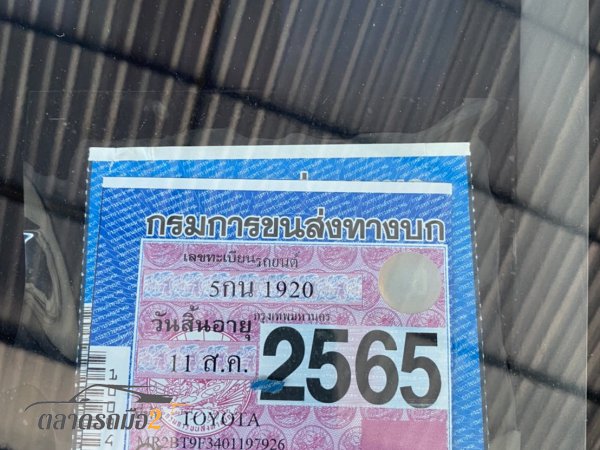 กรมการขนส่งทางบก
เลขทะเบียนรถยนต์
5กน 1920
วันสิ้นอายุ กรุงเทพมหานคร
11 ส.ค. 2565
TOYOTA
MR2BT9F3401197926
ตลาดรถมือ2